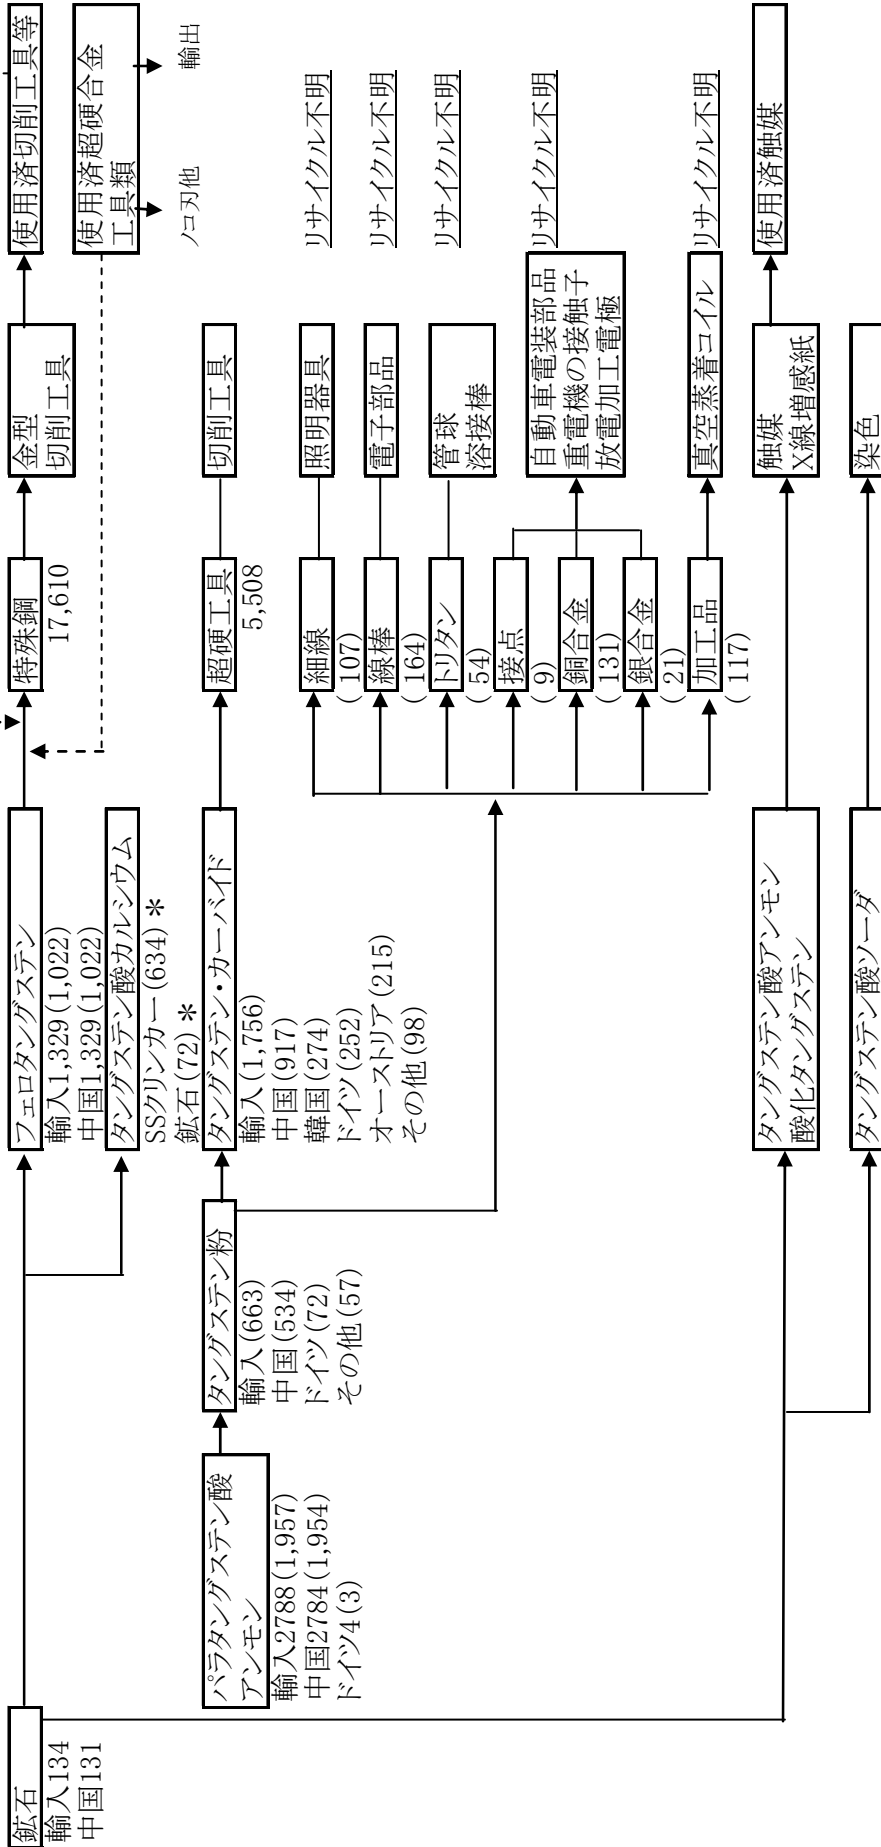 鉱石
輸入134
中国131
パラタングステン酸
アンモン
輸入2788(1,957)
中国2784(1,954)
ドイツ4(3)
タングステン粉
輸入(663)
中国(534)
ドイツ(72)
その他(57)
フェロタングステン
輸入1,329(1,022)
中国1,329(1,022)
タングステン酸カルシウム
SSクリンカー(634)＊
鉱石(72)＊
タングステン・カーバイド
輸入(1,756)
中国(917)
韓国(274)
ドイツ(252)
オーストリア(215)
その他(98)
タングステン酸アンモン
酸化タングステン
タングステン酸ソーダ
特殊鋼
17,610
超硬工具
5,508
細線
(107)
線棒
(164)
トリタン
(54)
接点
(9)
銅合金
(131)
銀合金
(21)
加工品
(117)
金型
切削工具
切削工具
照明器具
電子部品
管球
溶接棒
自動車電装部品
重電機の接触子
放電加工電極
真空蒸着コイル
触媒
X線増感紙
染色
使用済切削工具等
使用済超硬合金
工具類
ノコ刃他
輸出
リサイクル不明
リサイクル不明
リサイクル不明
リサイクル不明
リサイクル不明
使用済触媒